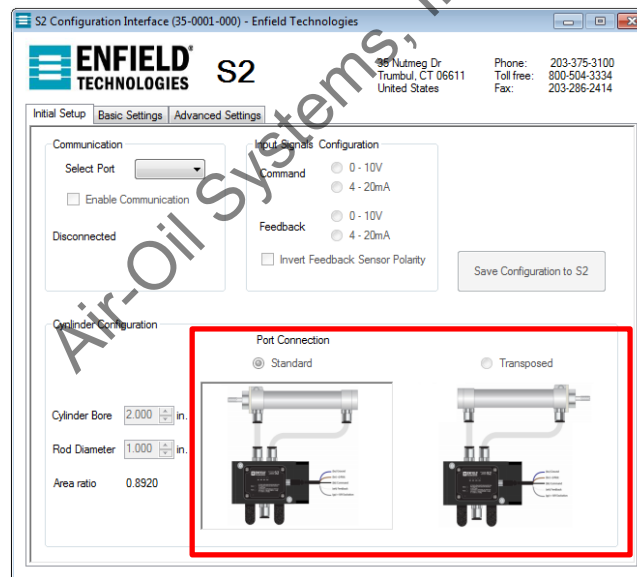 S2 Configuration Interface (35-0001-000) - Enfield Technologies
ENFIELD®
TECHNOLOGIES
S2
35 Nutmeg Dr
Trumbul, CT 06611
United States
Phone: 203-375-3100
Toll free: 800-504-3334
Fax: 203-286-2414
Initial Setup Basic Settings Advanced Settings
Communication
Select Port
Enable Communication
Disconnected
Input Signals Configuration
Command
0 - 10V
4 - 20mA
Feedback
0 - 10V
4 - 20mA
Invert Feedback Sensor Polarity
Save Configuration to S2
Cynlinder Configuration
Port Connection
Standard
Transposed
Cylinder Bore 2.000 in.
Rod Diameter 1.000 in.
Area ratio 0.8920
Air-Oil Systems,